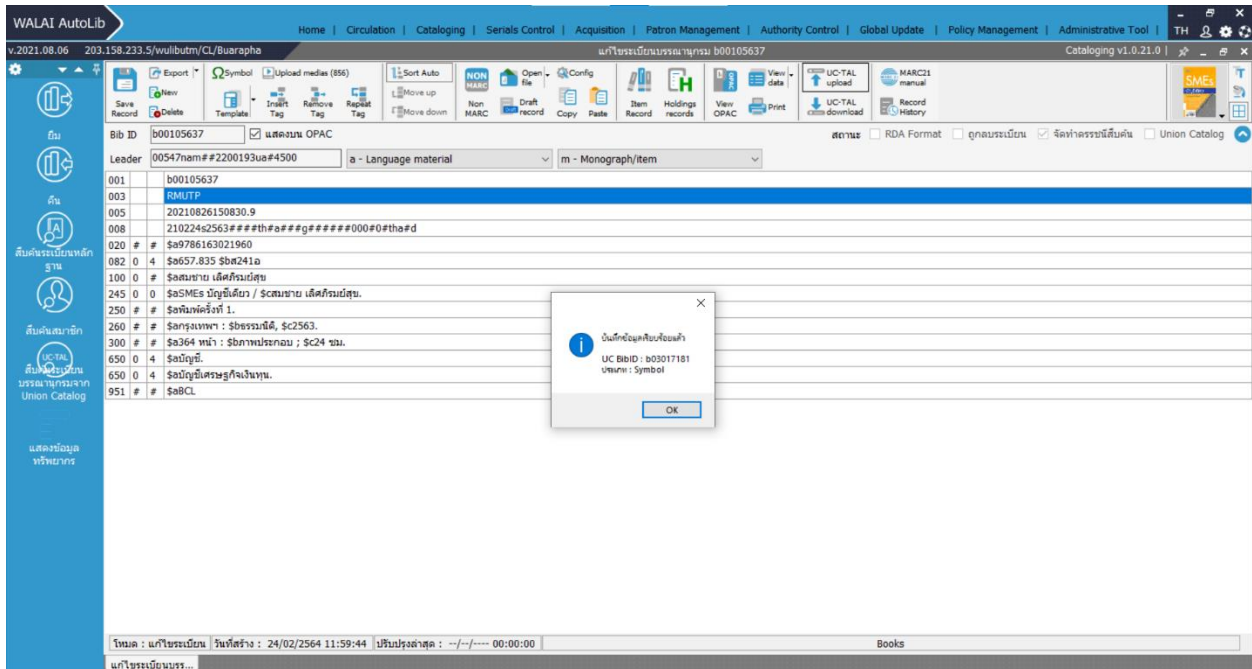 WALAI AutoLib
Home | Circulation | Cataloging | Serials Control | Acquisition | Patron Management | Authority Control | Global Update | Policy Management | Administrative Tool | TH
v.2021.08.06 203.158.233.5/wulibutm/CL/Buarapha แก้ไขระเบียนบรรณานุกรม b00105637 Cataloging v1.0.21.0 |
Export Symbol Upload medias (856) Sort Auto NON MARC Open file Config View data UC-TAL upload MARC21 manual SMEs
New Move up
Save Record Delete Template Insert Tag Remove Tag Repeat Tag Move down Non MARC Draft record Copy Paste Item Record Holdings records View OPAC Print UC-TAL download Record History
Bib ID b00105637 แสดงบน OPAC สถานะ RDA Format ถูกลบระเบียน จัดทำดรรชนีสืบค้น Union Catalog
Leader 00547nam##2200193ua#4500 a - Language material m - Monograph/item
001 b00105637
003 RMUTP
005 20210826150830.9
008 210224s2563####th#a###g######000#0#tha#d
020 # # $a9786163021960
082 0 4 $a657.835 $bส241อ
100 0 # $aสมชาย เลิศภิรมย์สุข
245 0 0 $aSMEs บัญชีเดียว / $cสมชาย เลิศภิรมย์สุข.
250 # # $aพิมพ์ครั้งที่ 1.
260 # # $aกรุงเทพฯ : $bธรรมนิติ, $c2563.
300 # # $a364 หน้า : $bภาพประกอบ ; $c24 ซม.
650 0 4 $aบัญชี.
650 0 4 $aบัญชีเศรษฐกิจเงินทุน.
951 # # $aBCL
ยืม
คืน
สืบค้นระเบียนหลัก
ฐาน
สืบค้นสมาชิก
UC-TAL
สืบค้นระเบียน
บรรณานุกรมจาก
Union Catalog
แสดงข้อมูล
ทรัพยากร
บันทึกข้อมูลเรียบร้อยแล้ว
UC BibID : b03017181
ประเภท : Symbol
OK
โหมด : แก้ไขระเบียน วันที่สร้าง : 24/02/2564 11:59:44 ปรับปรุงล่าสุด : --/--/---- 00:00:00 Books
แก้ไขระเบียนบรร...